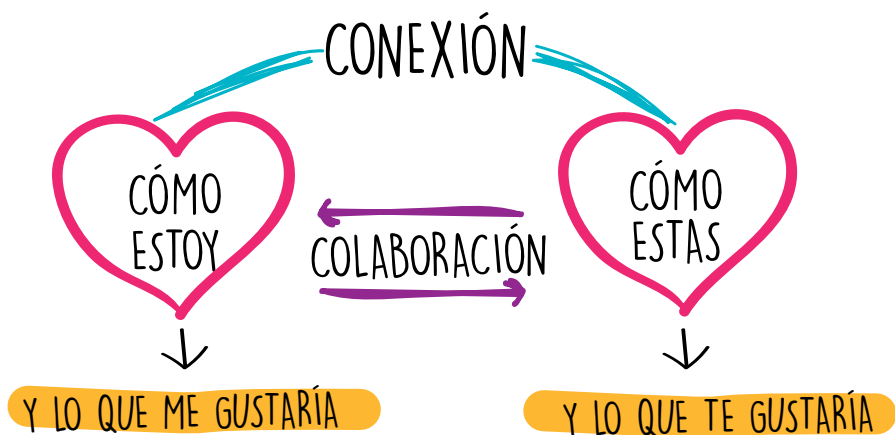 CONEXIÓN
CÓMO
ESTOY
CÓMO
ESTAS
COLABORACIÓN
Y LO QUE ME GUSTARÍA
Y LO QUE TE GUSTARÍA